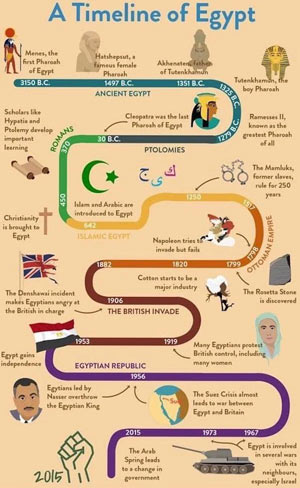 A Timeline of Egypt
Menes, the
first Pharoah
of Egypt
Hatshepsut, a
famous female
Pharoah
Akhenaten, father
of Tutenkhamun
Tutenkhamun, the
boy Pharoah
3150 B.C.
1497 B.C.
1351 B.C.
1325 B.C.
ANCIENT EGYPT
Scholars like
Hypatia and
Ptolemy develop
important
learning
Cleopatra was the last
Pharoah of Egypt
Ramesses II,
known as the
greatest Pharoah
of all
1279 B.C.
30 B.C.
PTOLOMIES
ROMANS
370
450
Islam and Arabic are
introduced to Egypt
The Mamluks,
former slaves,
rule for 250
years
Christianity
is brought to
Egypt
642
ISLAMIC EGYPT
1250
1517
OTTOMAN EMPIRE
Napoleon tries to
invade but fails
1798
Cotton starts to be a
major industry
1882
1820
1799
The Rosetta Stone
is discovered
The Denshawai incident
makes Egyptians angry at
the British in charge
1906
THE BRITISH INVADE
1953
1919
Many Egyptians protest
British control, including
many women
Egypt gains
independence
EGYPTIAN REPUBLIC
1956
Egytians led by
Nasser overthrow
the Egyptian King
The Suez Crisis almost
leads to war between
Egypt and Britain
2015
1973
1967
The Arab
Spring leads
to a change in
government
Egypt is involved
in several wars
with its
neighbours,
especially Israel
2015